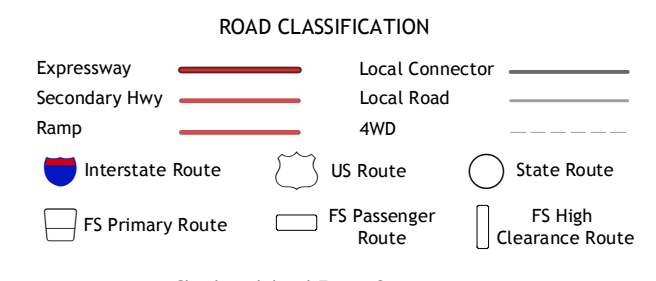 ROAD CLASSIFICATION
Expressway
Local Connector
Secondary Hwy
Local Road
Ramp
4WD
Interstate Route
US Route
State Route
FS Primary Route
FS Passenger
Route
FS High
Clearance Route